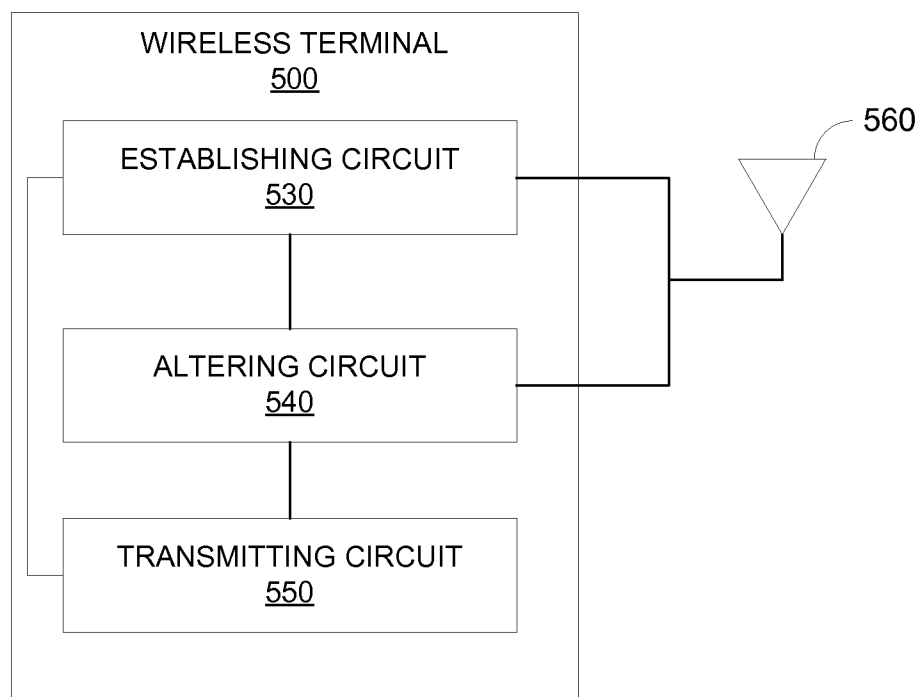 WIRELESS TERMINAL
500
ESTABLISHING CIRCUIT
530
560
ALTERING CIRCUIT
540
TRANSMITTING CIRCUIT
550